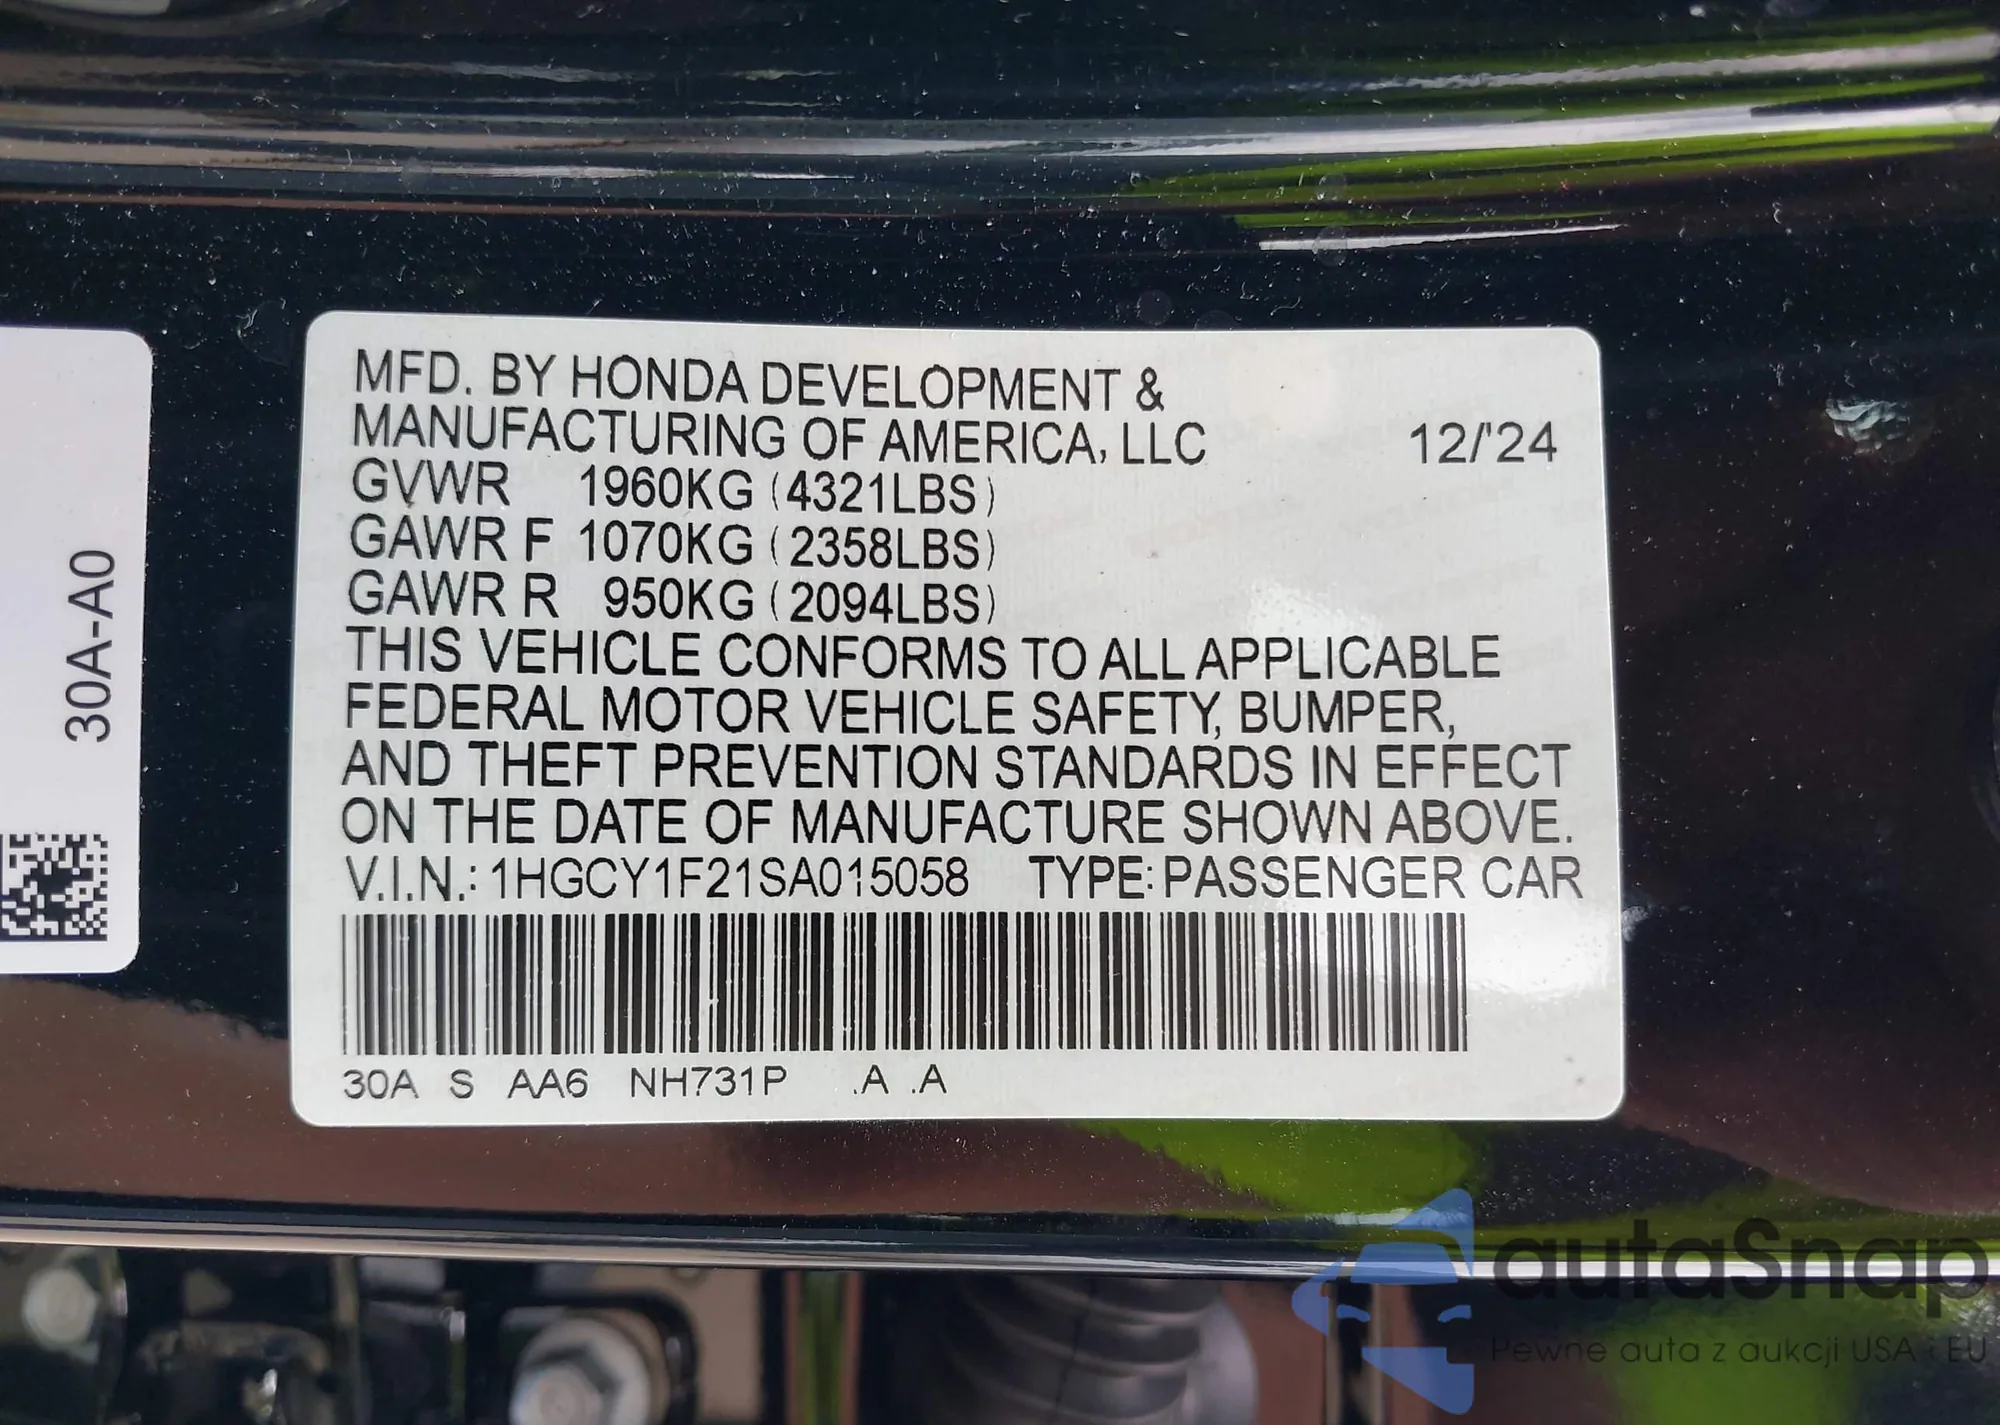 MFD. BY HONDA DEVELOPMENT &
MANUFACTURING OF AMERICA, LLC 12/'24
GVWR 1960KG (4321LBS)
GAWR F 1070KG (2358LBS)
GAWR R 950KG (2094LBS)
THIS VEHICLE CONFORMS TO ALL APPLICABLE
FEDERAL MOTOR VEHICLE SAFETY, BUMPER,
AND THEFT PREVENTION STANDARDS IN EFFECT
ON THE DATE OF MANUFACTURE SHOWN ABOVE.
V.I.N.: 1HGCY1F21SA015058 TYPE: PASSENGER CAR
30A S AA6 NH731P .A .A
30A-A0
autaSnap
Pewne auta z aukcji USA i EU